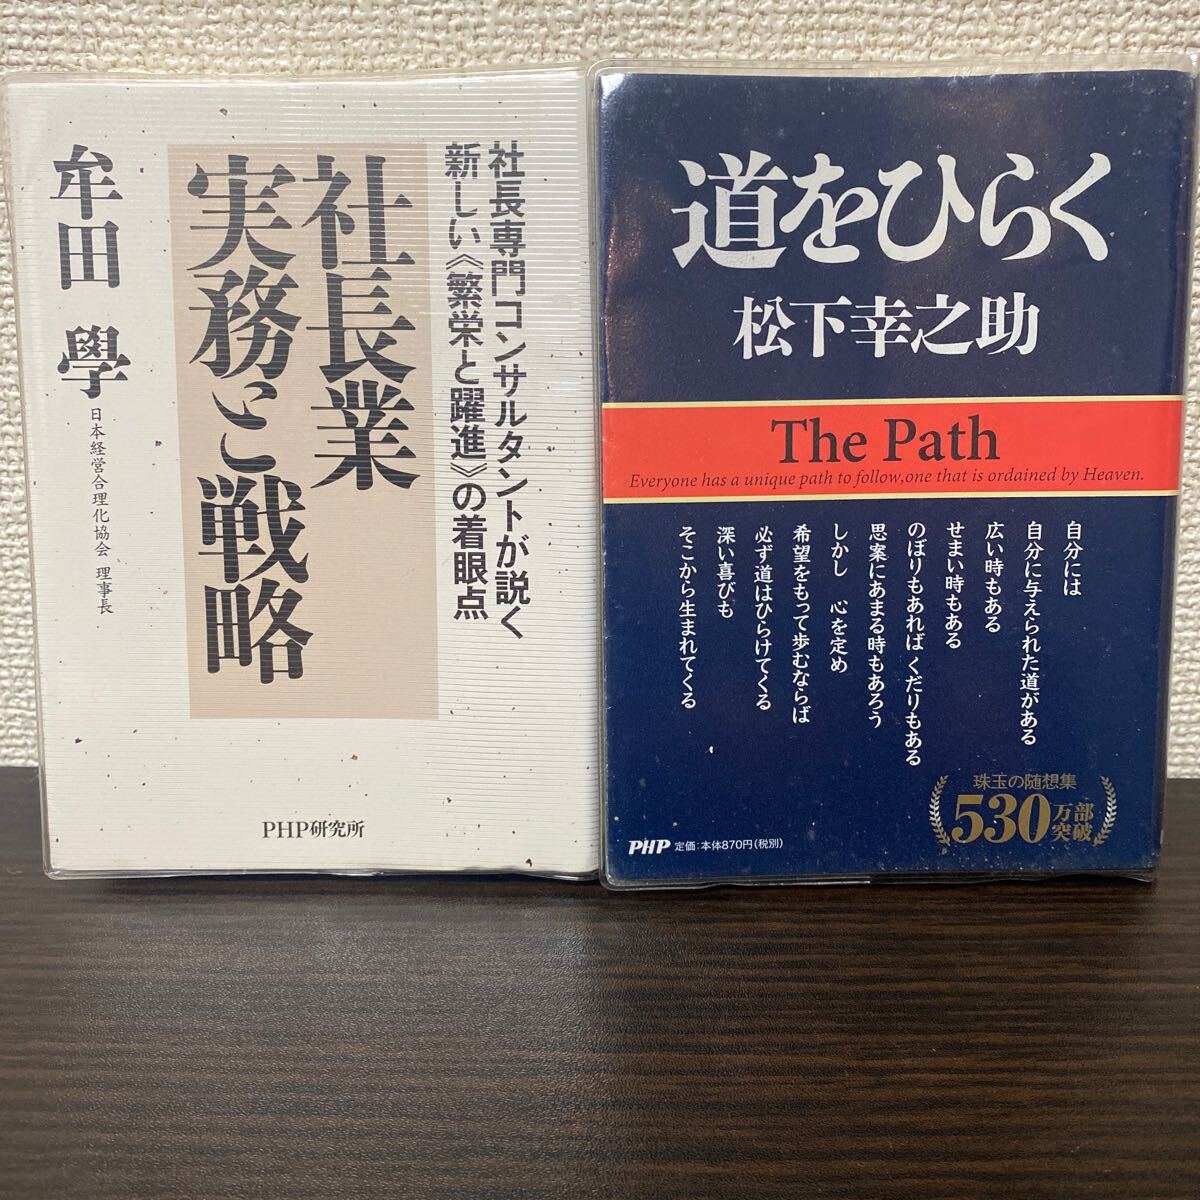 社長専門コンサルタントが説く
新しい《繁栄と躍進》の着眼点
社長業
実務と戦略
牟田 學
日本経営合理化協会 理事長
PHP研究所
道をひらく
松下幸之助
The Path
Everyone has a unique path to follow,one that is ordained by Heaven.
自分には
自分に与えられた道がある
広い時もある
せまい時もある
のぼりもあれば くだりもある
思案にあまる時もあろう
しかし 心を定め
希望をもって歩むならば
必ず道はひらけてくる
深い喜びも
そこから生まれてくる
珠玉の随想集
530万部突破
PHP 定価:本体870円(税別)